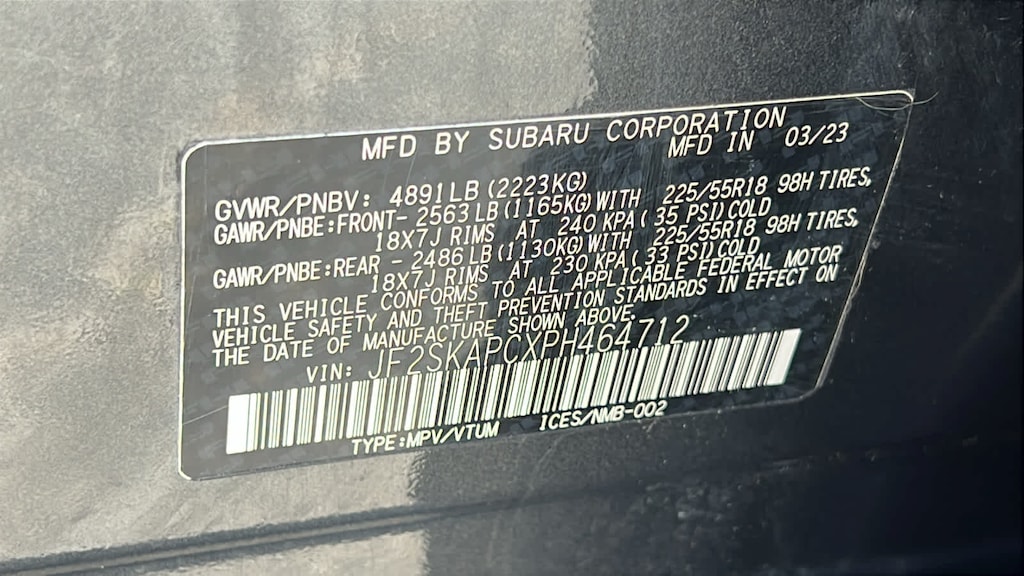 MFD BY SUBARU CORPORATION
MFD IN 03/23
GVWR/PNBV: 4891LB(2223KG)
GAWR/PNBE:FRONT- 2563LB(1165KG)WITH 225/55R18 98H TIRES,
18X7J RIMS AT 240 KPA( 35 PSI)COLD
GAWR/PNBE:REAR - 2486LB(1130KG)WITH 225/55R18 98H TIRES,
18X7J RIMS AT 230 KPA( 33 PSI)COLD
THIS VEHICLE CONFORMS TO ALL APPLICABLE FEDERAL MOTOR
VEHICLE SAFETY AND THEFT PREVENTION STANDARDS IN EFFECT ON
THE DATE OF MANUFACTURE SHOWN ABOVE.
VIN: JF2SKAPCXPH464712
TYPE:MPV/VTUM ICES/NMB-002